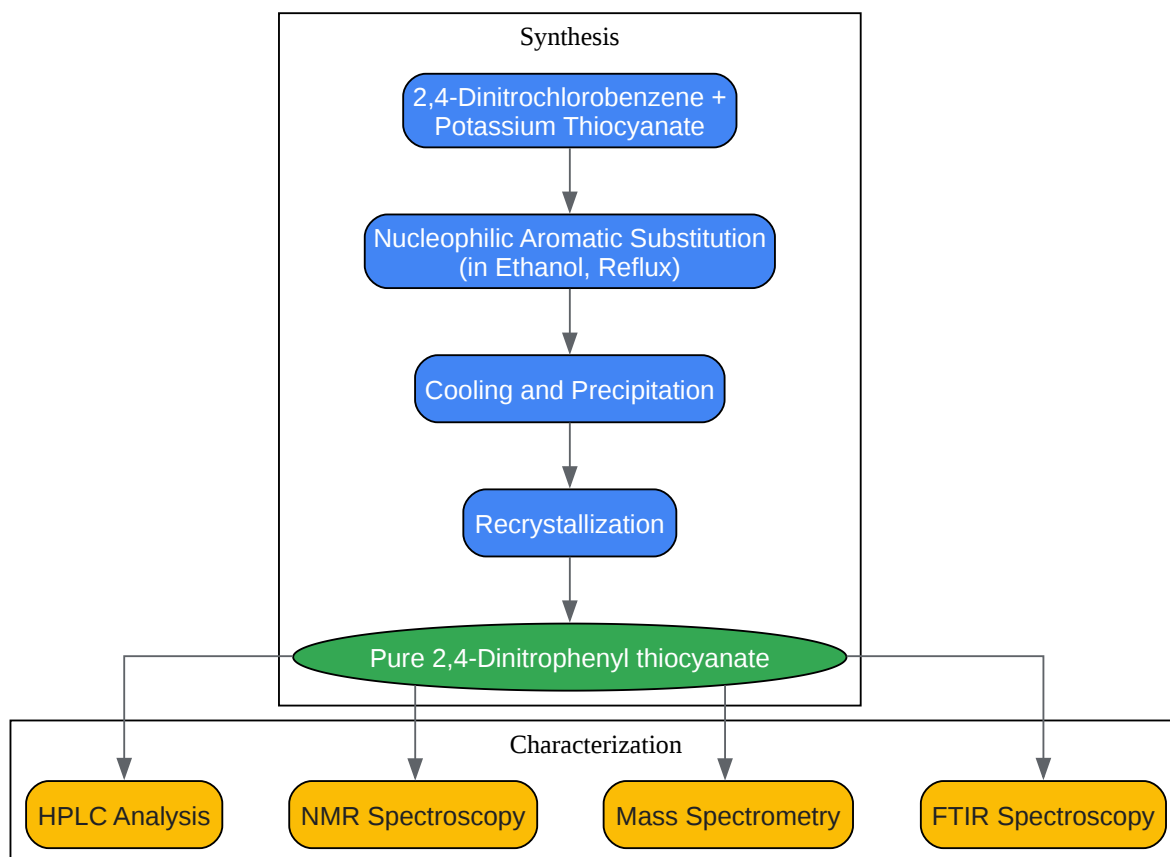 Synthesis
2,4-Dinitrochlorobenzene +
Potassium Thiocyanate
Nucleophilic Aromatic Substitution
(in Ethanol, Reflux)
Cooling and Precipitation
Recrystallization
Pure 2,4-Dinitrophenyl thiocyanate
Characterization
HPLC Analysis
NMR Spectroscopy
Mass Spectrometry
FTIR Spectroscopy